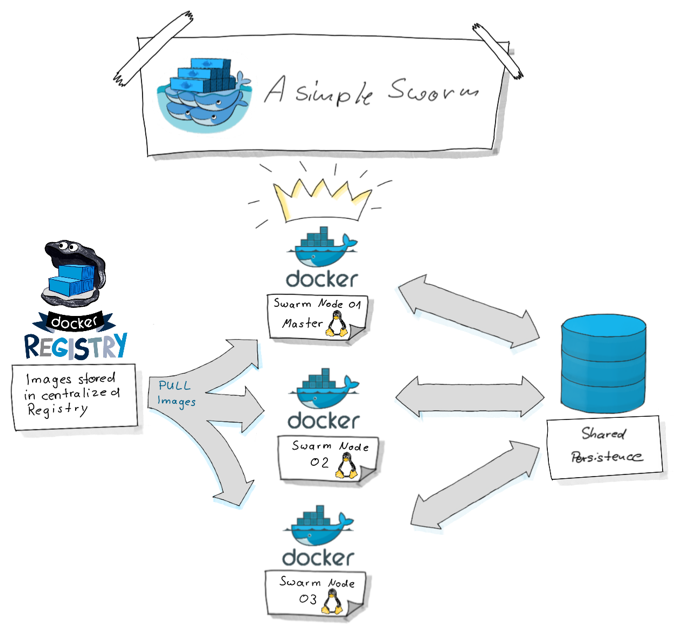 A simple Swarm
docker
Swarm Node 01
Master
docker
REGISTRY
Images stored
in centralized
Registry
PULL
Images
docker
Swarm Node
02
Shared
Persistence
docker
Swarm Node
03